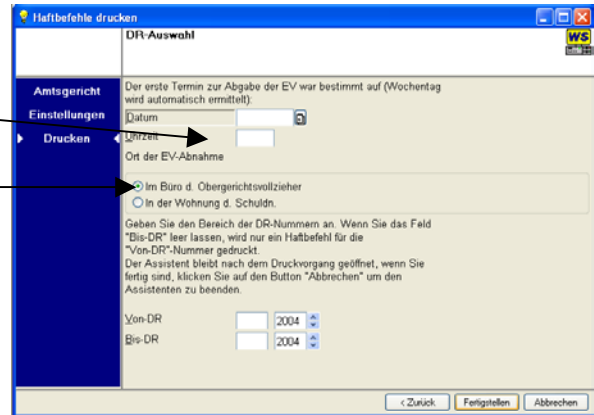 Haftbefehle drucken
DR-Auswahl
WS
Amtsgericht
Einstellungen
Drucken
Der erste Termin zur Abgabe der EV war bestimmt auf (Wochentag
wird automatisch ermittelt):
Datum
Uhrzeit
Ort der EV-Abnahme
Im Büro d. Obergerichtsvollzieher
In der Wohnung d. Schuldn.
Geben Sie den Bereich der DR-Nummern an. Wenn Sie das Feld
"Bis-DR" leer lassen, wird nur ein Haftbefehl für die
"Von-DR"-Nummer gedruckt.
Der Assistent bleibt nach dem Druckvorgang geöffnet, wenn Sie
fertig sind, klicken Sie auf den Button "Abbrechen" um den
Assistenten zu beenden.
Von-DR 2004
Bis-DR 2004
< Zurück Fertigstellen Abbrechen